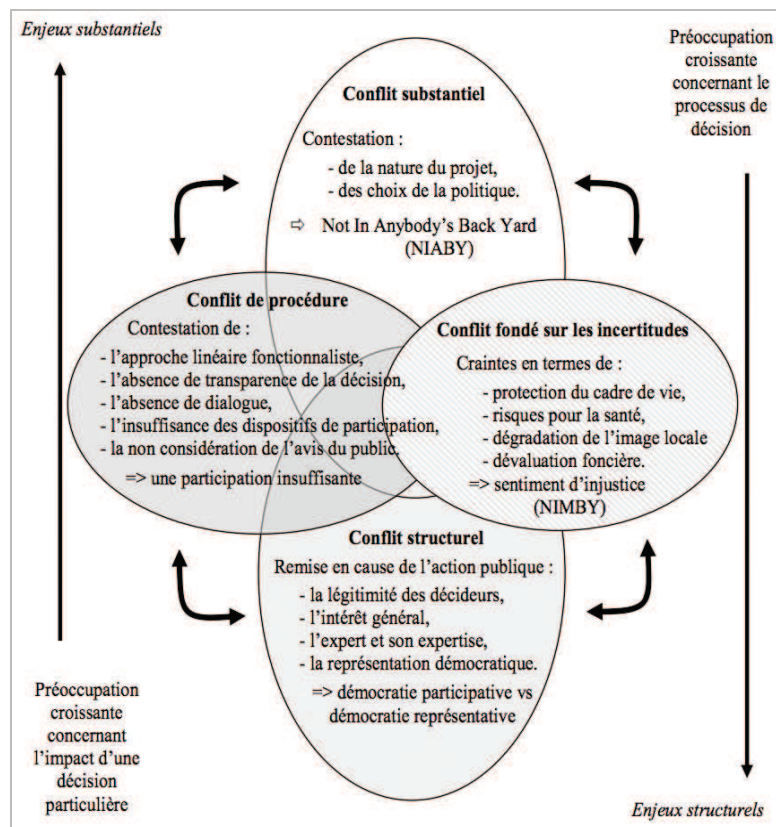 Enjeux substantiels
Préoccupation
croissante
concernant le
processus de
décision
Conflit substantiel
Contestation :
- de la nature du projet,
- des choix de la politique.
⇨ Not In Anybody's Back Yard
(NIABY)
Conflit de procédure
Contestation de :
- l'approche linéaire fonctionnaliste,
- l'absence de transparence de la décision,
- l'absence de dialogue,
- l'insuffisance des dispositifs de participation,
- la non considération de l'avis du public.
=> une participation insuffisante
Conflit fondé sur les incertitudes
Craintes en termes de :
- protection du cadre de vie,
- risques pour la santé,
- dégradation de l'image locale
- dévaluation foncière.
=> sentiment d'injustice
(NIMBY)
Conflit structurel
Remise en cause de l'action publique :
- la légitimité des décideurs,
- l'intérêt général,
- l'expert et son expertise,
- la représentation démocratique.
=> démocratie participative vs
démocratie représentative
Préoccupation
croissante
concernant
l'impact d'une
décision
particulière
Enjeux structurels